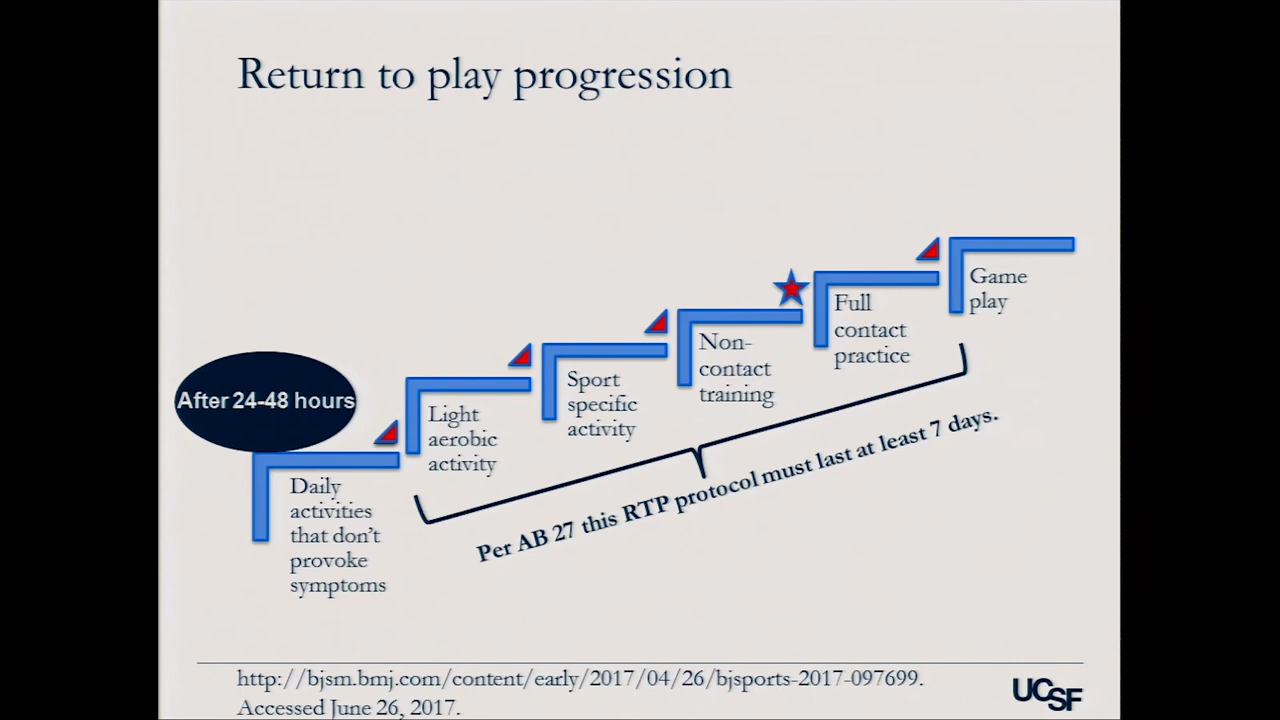 Return to play progression
After 24-48 hours
Daily
activities
that don't
provoke
symptoms
Light
aerobic
activity
Sport
specific
activity
Non-
contact
training
Full
contact
practice
Game
play
Per AB 27 this RTP protocol must last at least 7 days.
http://bjsm.bmj.com/content/early/2017/04/26/bjsports-2017-097699.
Accessed June 26, 2017.
UCSF